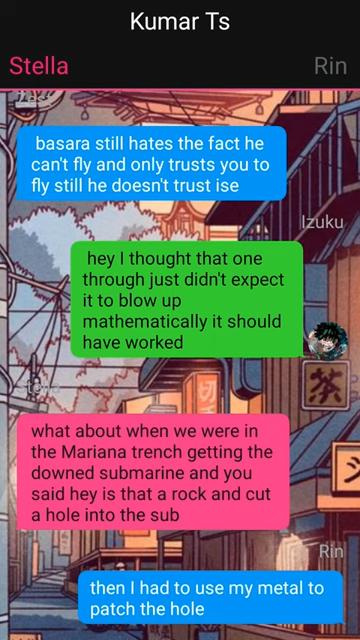 Kumar Ts
Stella
Rin
basara still hates the fact he
can't fly and only trusts you to
fly still he doesn't trust ise
Izuku
hey I thought that one
through just didn't expect
it to blow up
mathematically it should
have worked
Stella
what about when we were in
the Mariana trench getting the
downed submarine and you
said hey is that a rock and cut
a hole into the sub
Rin
then I had to use my metal to
patch the hole